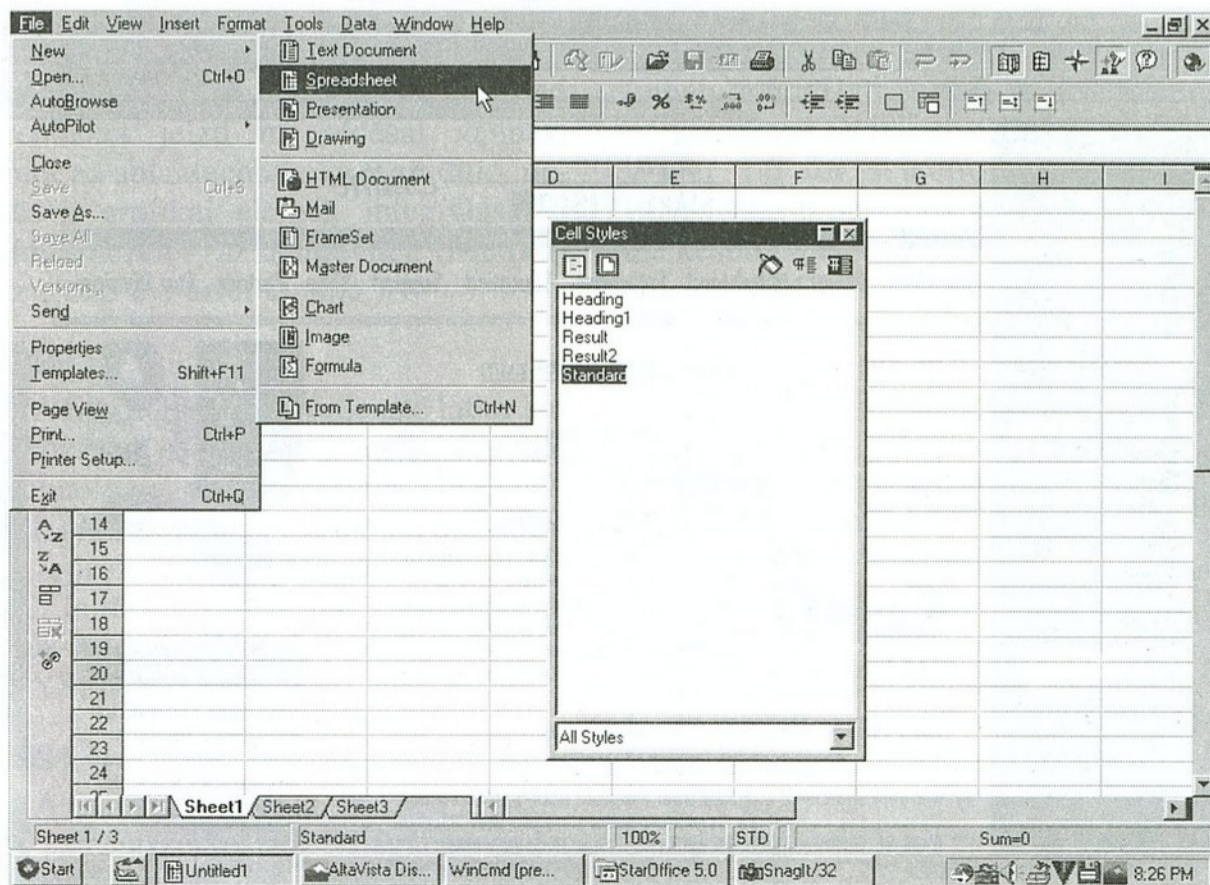 File Edit View Insert Format Tools Data Window Help
New
Open... Ctrl+O
AutoBrowse
AutoPilot
Close
Save Ctrl+S
Save As...
Save All
Reload
Versions...
Send
Properties
Templates... Shift+F11
Page View
Print... Ctrl+P
Printer Setup...
Exit Ctrl+Q
Text Document
Spreadsheet
Presentation
Drawing
HTML Document
Mail
FrameSet
Master Document
Chart
Image
Formula
From Template... Ctrl+N
D E F G H I
Cell Styles
Heading
Heading1
Result
Result2
Standard
All Styles
14
15
16
17
18
19
20
21
22
23
24
Sheet1 Sheet2 Sheet3
Sheet 1 / 3 Standard 100% STD Sum=0
Start Untitled1 AltaVista Dis... WinCmd (pre... StarOffice 5.0 SnagIt/32 8:26 PM